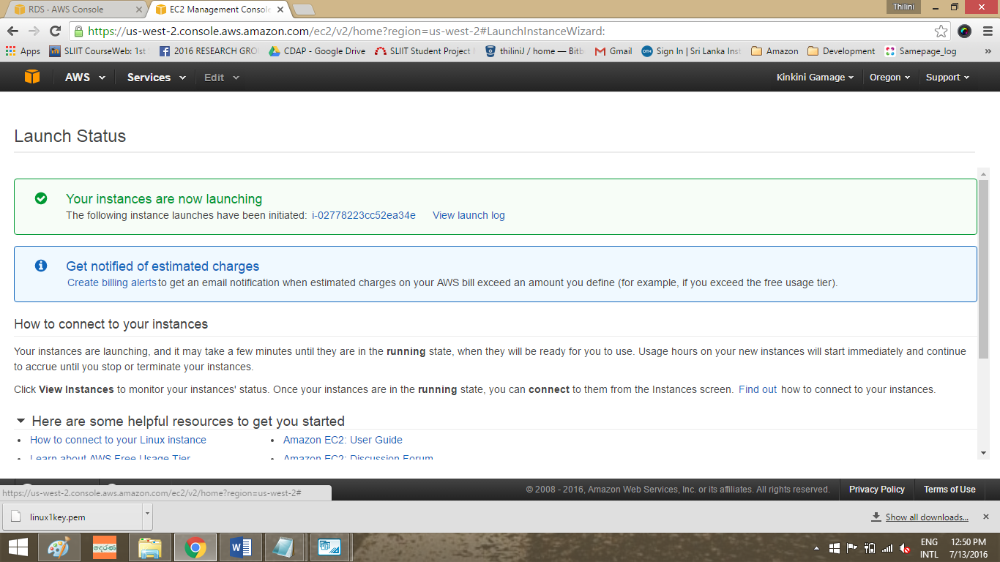 RDS · AWS Console
EC2 Management Console
Thilini
https://us-west-2.console.aws.amazon.com/ec2/v2/home?region=us-west-2#LaunchInstanceWizard:
Apps
SLIIT CourseWeb: 1st
2016 RESEARCH GRO
CDAP - Google Drive
SLIIT Student Project
thiliniJ / home — Bitb
Gmail
Sign In | Sri Lanka Inst
Amazon
Development
Samepage_log
»
AWS
Services
Edit
Kinkini Gamage
Oregon
Support
Launch Status
Your instances are now launching
The following instance launches have been initiated: i-02778223cc52ea34e View launch log
Get notified of estimated charges
Create billing alerts to get an email notification when estimated charges on your AWS bill exceed an amount you define (for example, if you exceed the free usage tier).
How to connect to your instances
Your instances are launching, and it may take a few minutes until they are in the running state, when they will be ready for you to use. Usage hours on your new instances will start immediately and continue
to accrue until you stop or terminate your instances.
Click View Instances to monitor your instances' status. Once your instances are in the running state, you can connect to them from the Instances screen. Find out how to connect to your instances.
Here are some helpful resources to get you started
• How to connect to your Linux instance
• Amazon EC2: User Guide
• Learn about AWS Free Usage Tier
• Amazon EC2: Discussion Forum
https://us-west-2.console.aws.amazon.com/ec2/v2/home?region=us-west-2#
© 2008 - 2016, Amazon Web Services, Inc. or its affiliates. All rights reserved.
Privacy Policy
Terms of Use
linux1key.pem
Show all downloads...
දෙරණ
ENG
INTL
12:50 PM
7/13/2016